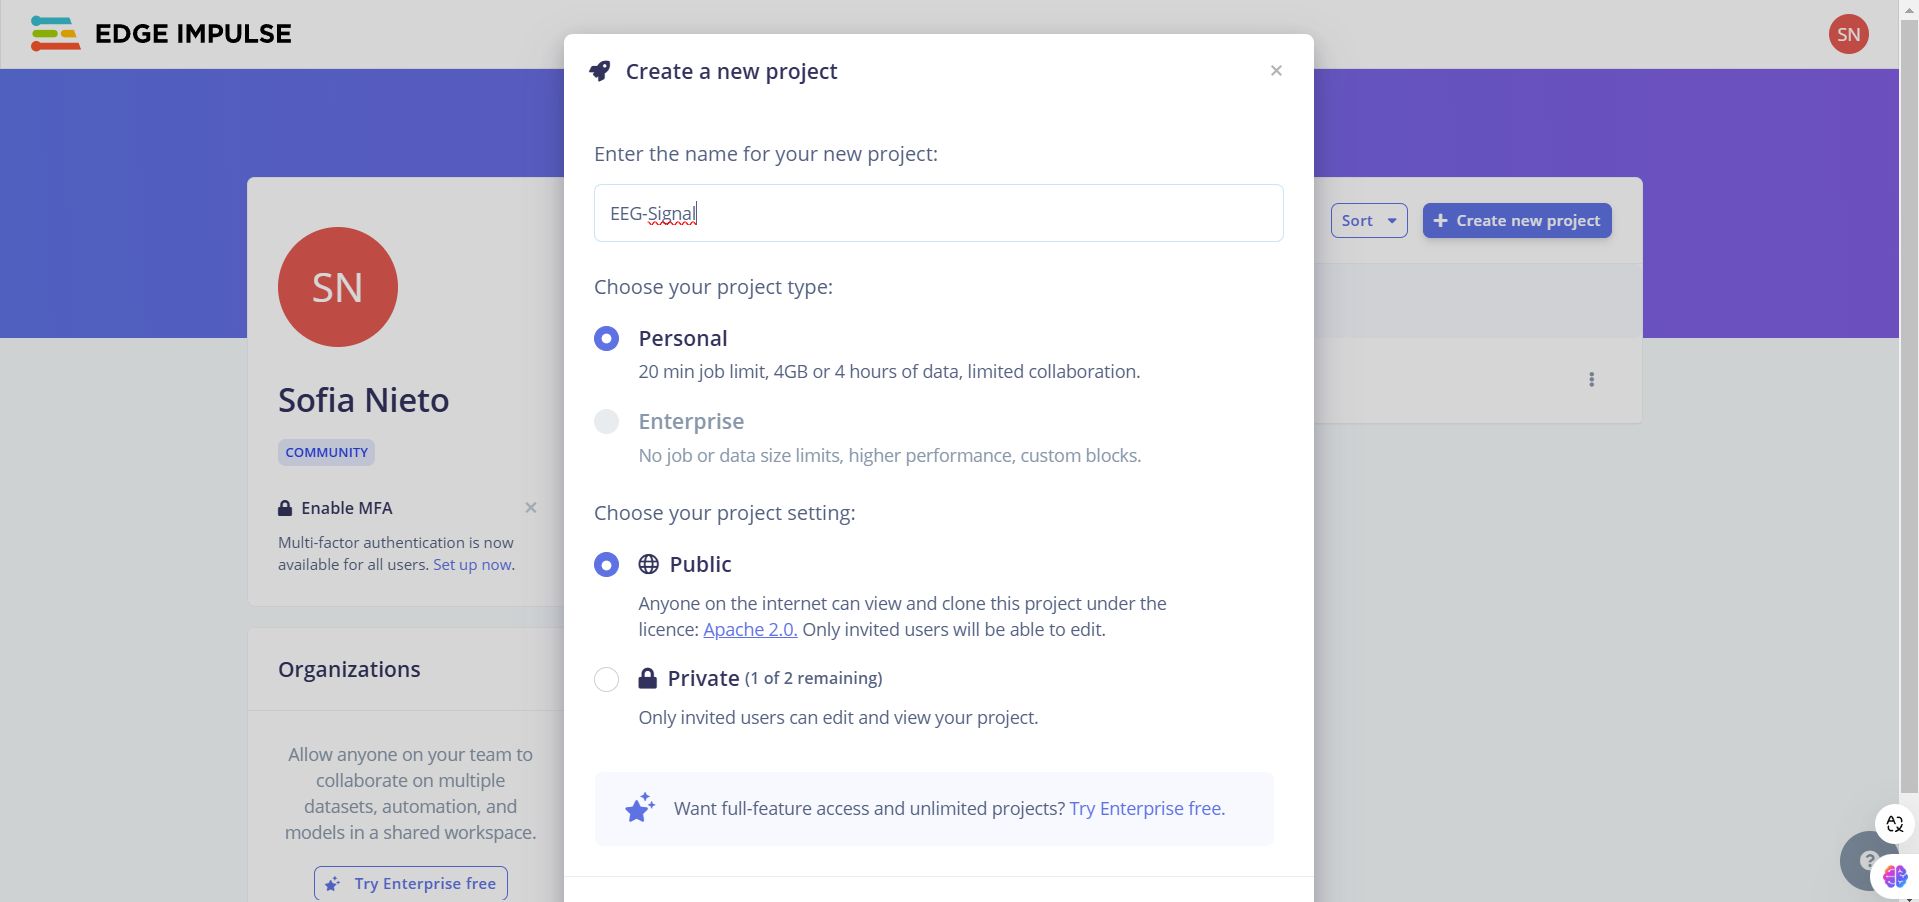 EDGE IMPULSE
SN
Create a new project
×
Enter the name for your new project:
EEG-Signal
Sort
+ Create new project
Choose your project type:
SN
Personal
20 min job limit, 4GB or 4 hours of data, limited collaboration.
Sofia Nieto
Enterprise
No job or data size limits, higher performance, custom blocks.
COMMUNITY
Enable MFA
×
Multi-factor authentication is now
available for all users. Set up now.
Choose your project setting:
Public
Anyone on the internet can view and clone this project under the
licence: Apache 2.0. Only invited users will be able to edit.
Private (1 of 2 remaining)
Only invited users can edit and view your project.
Organizations
Allow anyone on your team to
collaborate on multiple
datasets, automation, and
models in a shared workspace.
Try Enterprise free
Want full-feature access and unlimited projects? Try Enterprise free.
?